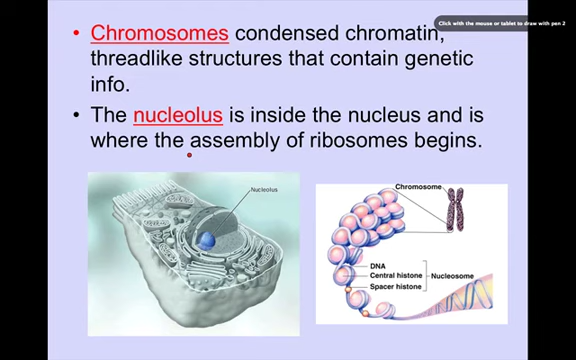 Click with the mouse or tablet to draw with pen 2
• Chromosomes condensed chromatin,
threadlike structures that contain genetic
info.
• The nucleolus is inside the nucleus and is
where the assembly of ribosomes begins.
Nucleolus
Chromosome
DNA
Central histone
Spacer histone
Nucleosome